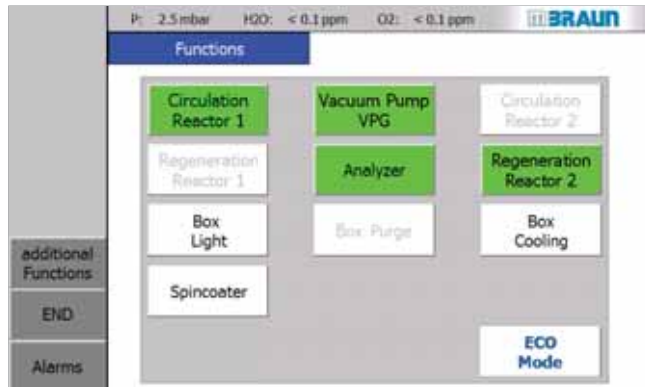 P: 2.5 mbar H2O: < 0.1 ppm O2: < 0.1 ppm BRAUN
Functions
Circulation
Reactor 1
Vacuum Pump
VPG
Circulation
Reactor 2
Regeneration
Reactor 1
Analyzer
Regeneration
Reactor 2
Box
Light
Box Purge
Box
Cooling
additional
Functions
Spincoater
END
ECO
Mode
Alarms